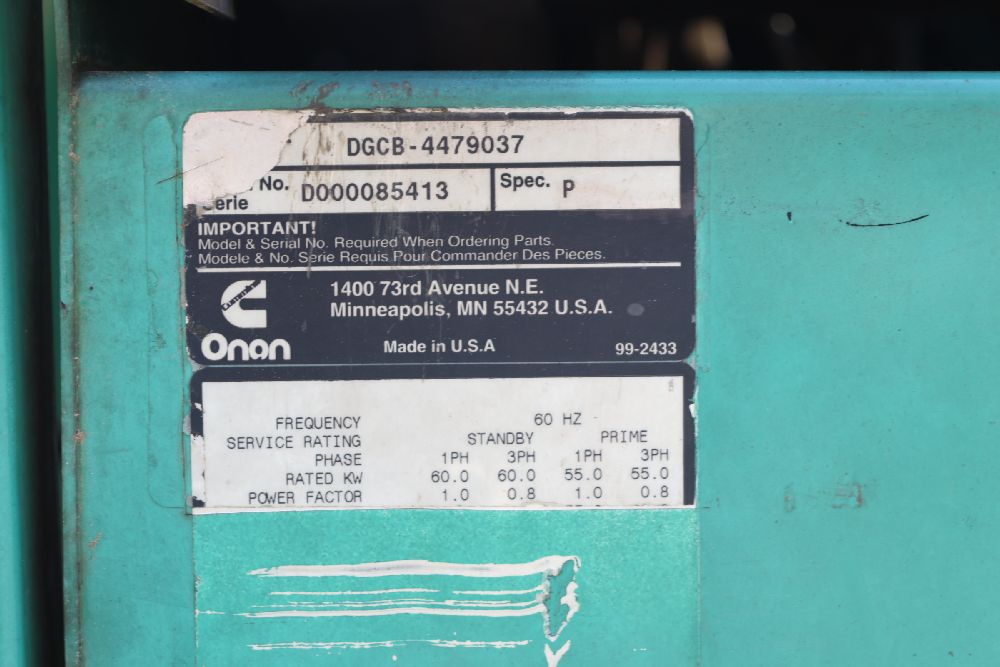 DGCB-4479037
No. D000085413 Spec. P
Serie
IMPORTANT!
Model & Serial No. Required When Ordering Parts.
Modele & No. Serie Requis Pour Commander Des Pieces.
Cummins
1400 73rd Avenue N.E.
Minneapolis, MN 55432 U.S.A.
Onan Made in U.S.A 99-2433
FREQUENCY 60 HZ
SERVICE RATING STANDBY PRIME
PHASE 1PH 3PH 1PH 3PH
RATED KW 60.0 60.0 55.0 55.0
POWER FACTOR 1.0 0.8 1.0 0.8